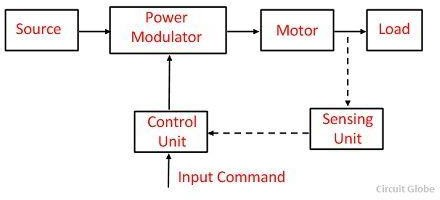 Source
Power
Modulator
Motor
Load
Control
Unit
Sensing
Unit
Input Command
Circuit Globe